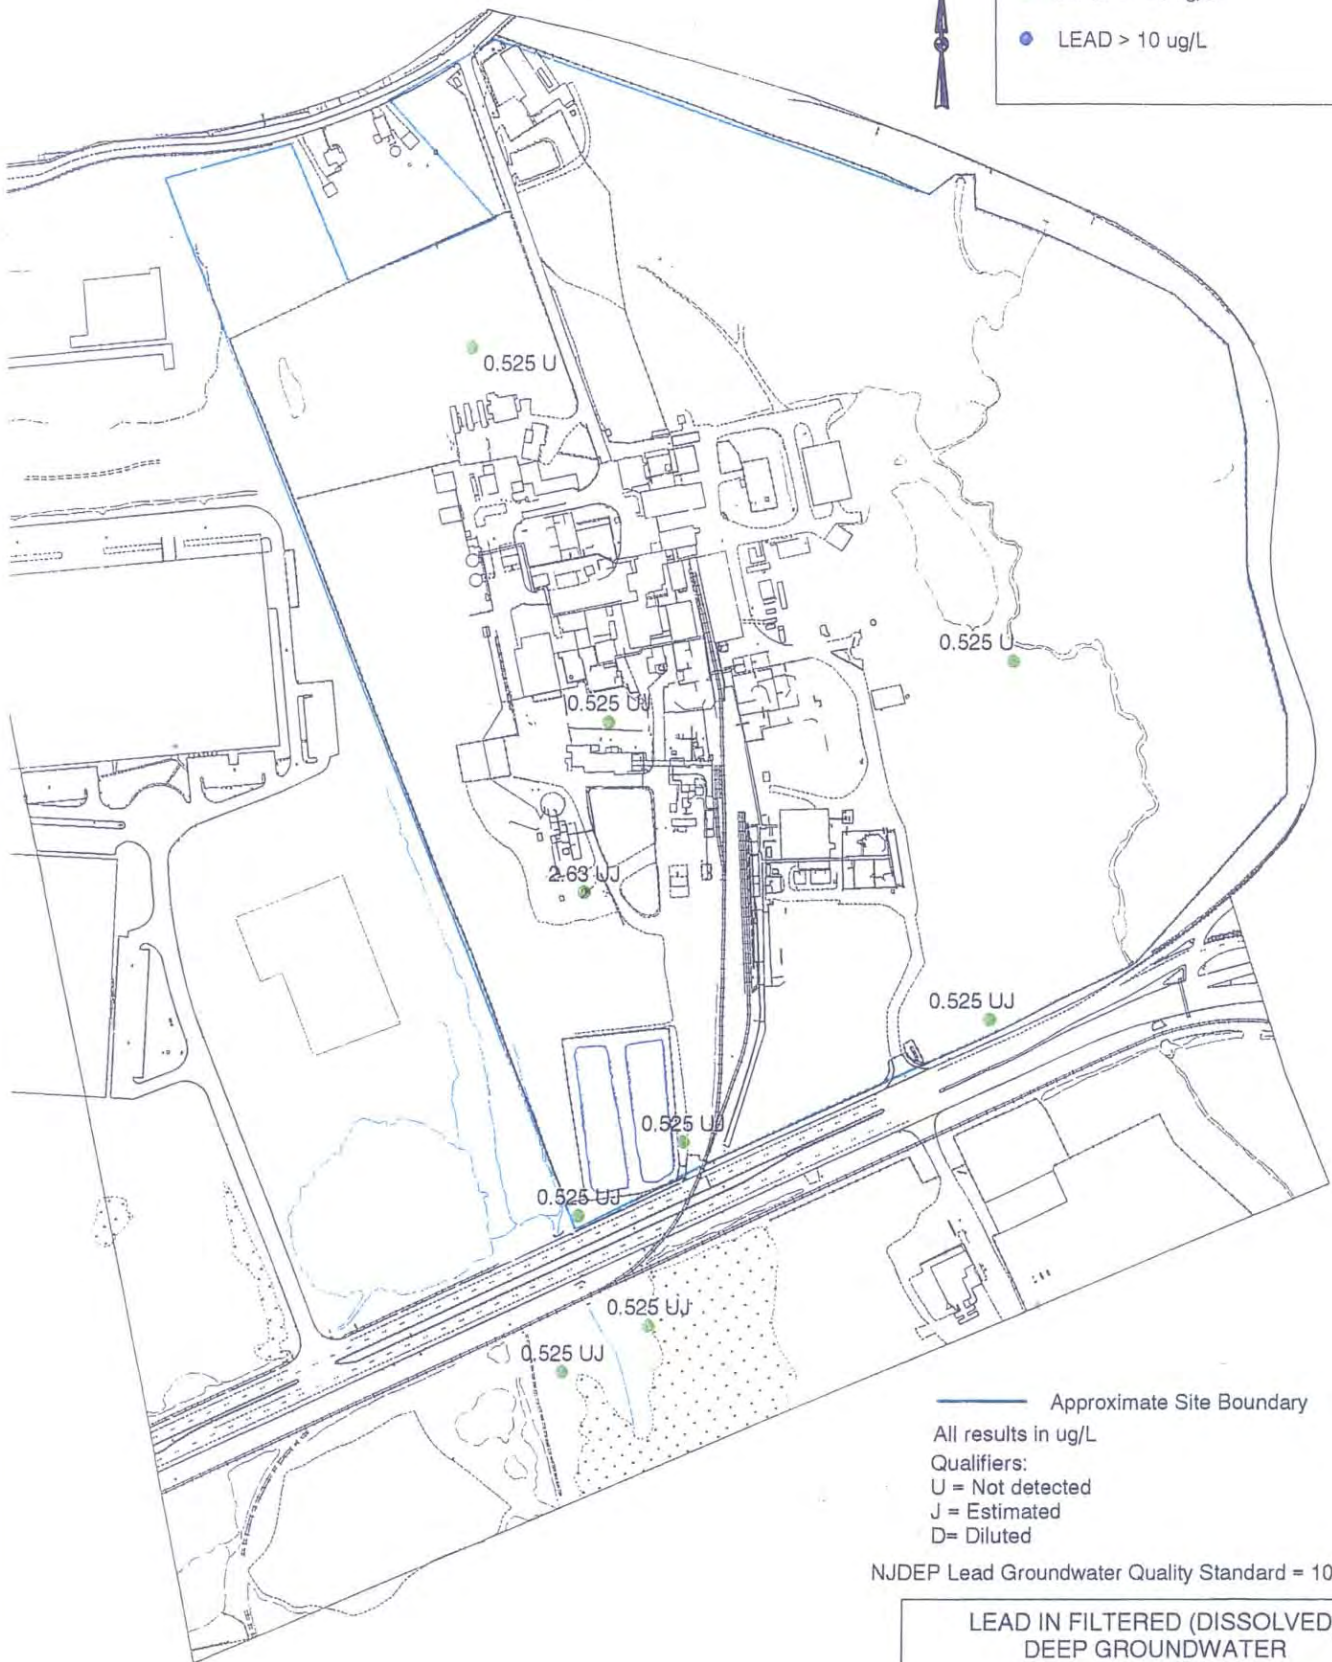 LEAD > 10 ug/L
0.525 U
0.525 U
0.525 UJ
2.63 UJ
0.525 UJ
0.525 UJ
0.525 UJ
0.525 UJ
0.525 UJ
Approximate Site Boundary
All results in ug/L
Qualifiers:
U = Not detected
J = Estimated
D= Diluted
NJDEP Lead Groundwater Quality Standard = 10
LEAD IN FILTERED (DISSOLVED
DEEP GROUNDWATER